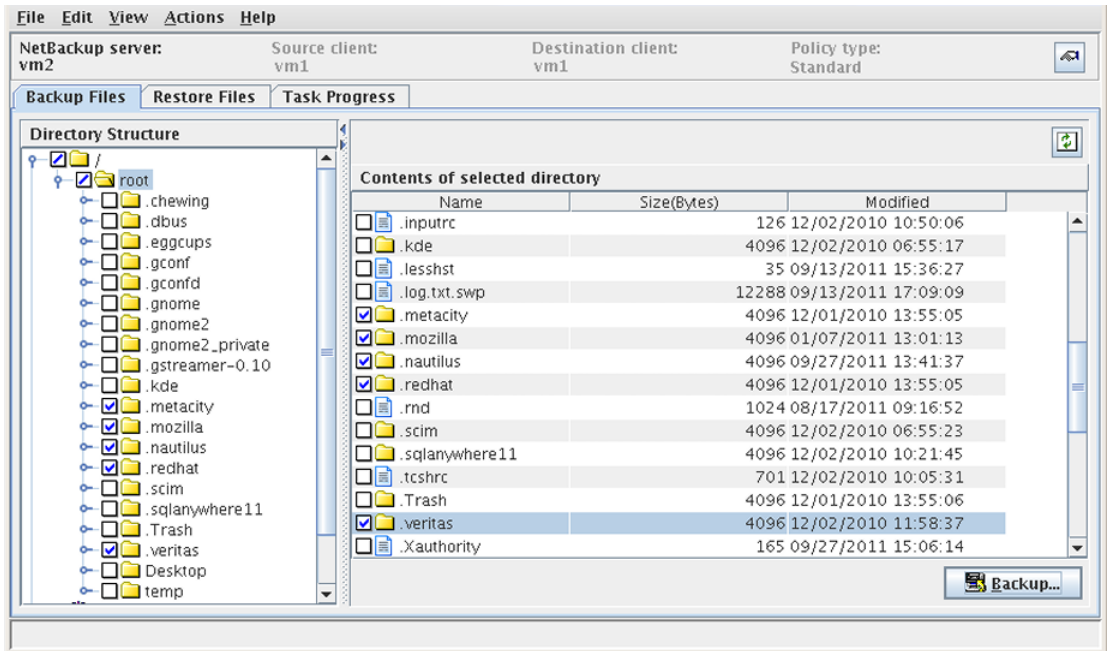 File Edit View Actions Help
NetBackup server: Source client: Destination client: Policy type:
vm2 vm1 vm1 Standard
Backup Files Restore Files Task Progress
Directory Structure
/
root
.chewing
.dbus
.eggcups
.gconf
.gconfd
.gnome
.gnome2
.gnome2_private
.gstreamer-0.10
.kde
.metacity
.mozilla
.nautilus
.redhat
.scim
.sqlanywhere11
.Trash
.veritas
Desktop
temp
Contents of selected directory
Name Size(Bytes) Modified
.inputrc 126 12/02/2010 10:50:06
.kde 4096 12/02/2010 06:55:17
.lesshst 35 09/13/2011 15:36:27
.log.txt.swp 12288 09/13/2011 17:09:09
.metacity 4096 12/01/2010 13:55:05
.mozilla 4096 01/07/2011 13:01:13
.nautilus 4096 09/27/2011 13:41:37
.redhat 4096 12/01/2010 13:55:05
.rnd 1024 08/17/2011 09:16:52
.scim 4096 12/02/2010 06:55:23
.sqlanywhere11 4096 12/02/2010 10:21:45
.tcshrc 701 12/02/2010 10:05:31
.Trash 4096 12/01/2010 13:55:06
.veritas 4096 12/02/2010 11:58:37
.Xauthority 165 09/27/2011 15:06:14
Backup...